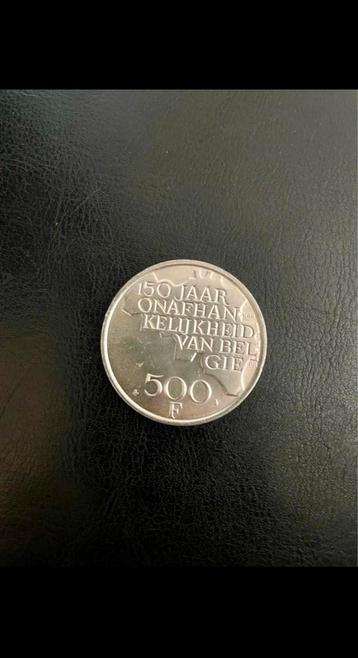 150 JAAR
ONAFHAN
KELIJKHEID
VAN BEL
GIE
500
F